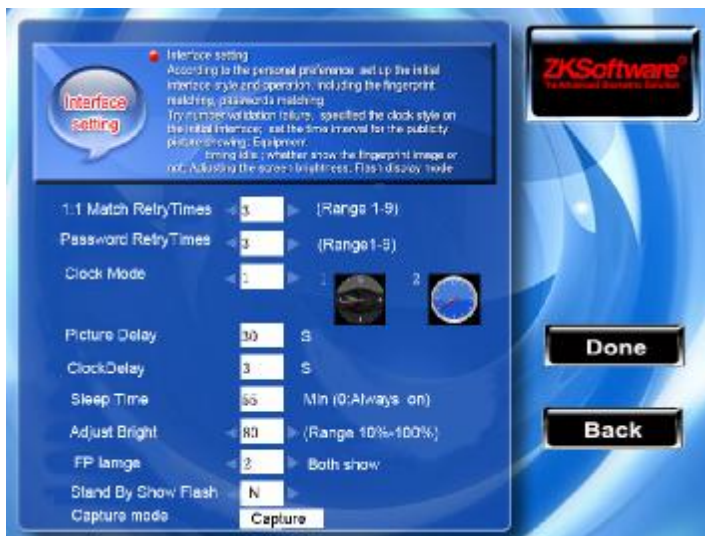 Interface setting
According to the personal preference set up the initial
interface style and operation, including the fingerprint
matching, passwords matching
Try number validation failure, specified the clock style on
the initial interface; set the time interval for the publicity
picture showing; Equipment
timing idle ; whether show the fingerprint image or
not; Adjusting the screen brightness. Flash display mode
Interface
setting
ZKSoftware®
1:1 Match RetryTimes 3 (Range 1-9)
Password RetryTimes 3 (Range1-9)
Clock Mode 1 1 2
Picture Delay 30 S
ClockDelay 3 S
Sleep Time 55 Min (0:Always on)
Adjust Bright 80 (Range 10%-100%)
FP Iamge 2 Both show
Stand By Show Flash N
Capture mode Capture
Done
Back